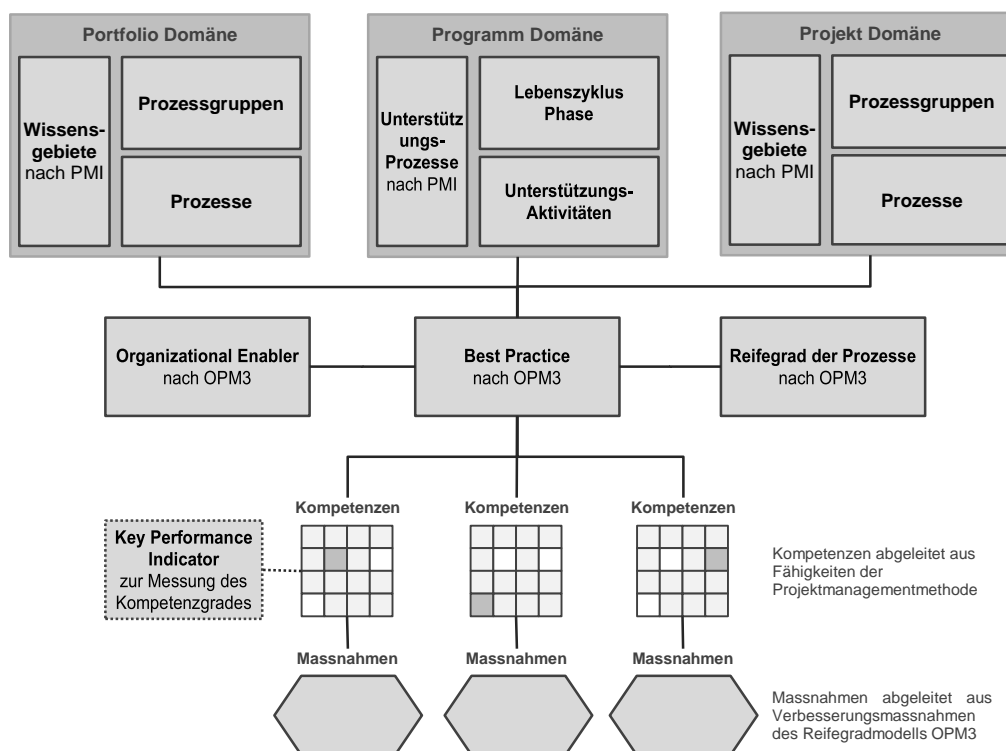 Portfolio Domäne
Wissens-
gebiete
nach PMI
Prozessgruppen
Prozesse
Programm Domäne
Unterstütz
ungs-
Prozesse
nach PMI
Lebenszyklus
Phase
Unterstützungs-
Aktivitäten
Projekt Domäne
Wissens-
gebiete
nach PMI
Prozessgruppen
Prozesse
Organizational Enabler
nach OPM3
Best Practice
nach OPM3
Reifegrad der Prozesse
nach OPM3
Kompetenzen
Kompetenzen
Kompetenzen
Key Performance
Indicator
zur Messung des
Kompetenzgrades
Kompetenzen abgeleitet aus
Fähigkeiten der
Projektmanagementmethode
Massnahmen
Massnahmen
Massnahmen
Massnahmen abgeleitet aus
Verbesserungsmassnahmen
des Reifegradmodells OPM3